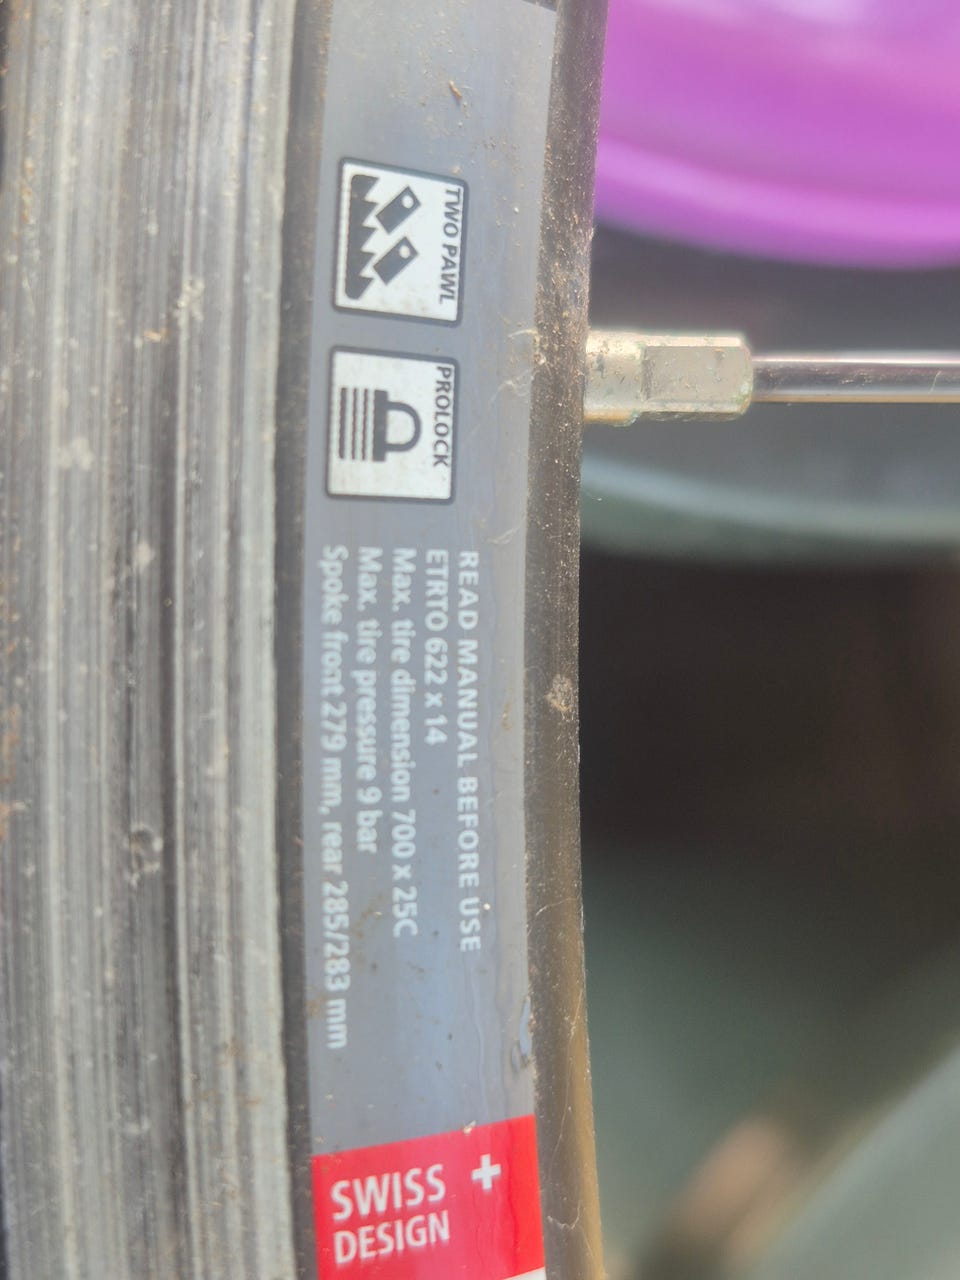 TWO PAWL
PROLOCK
READ MANUAL BEFORE USE
ETRTO 622 x 14
Max. tire dimension 700 x 25C
Max. tire pressure 9 bar
Spoke front 279 mm, rear 285/283 mm
SWISS
DESIGN